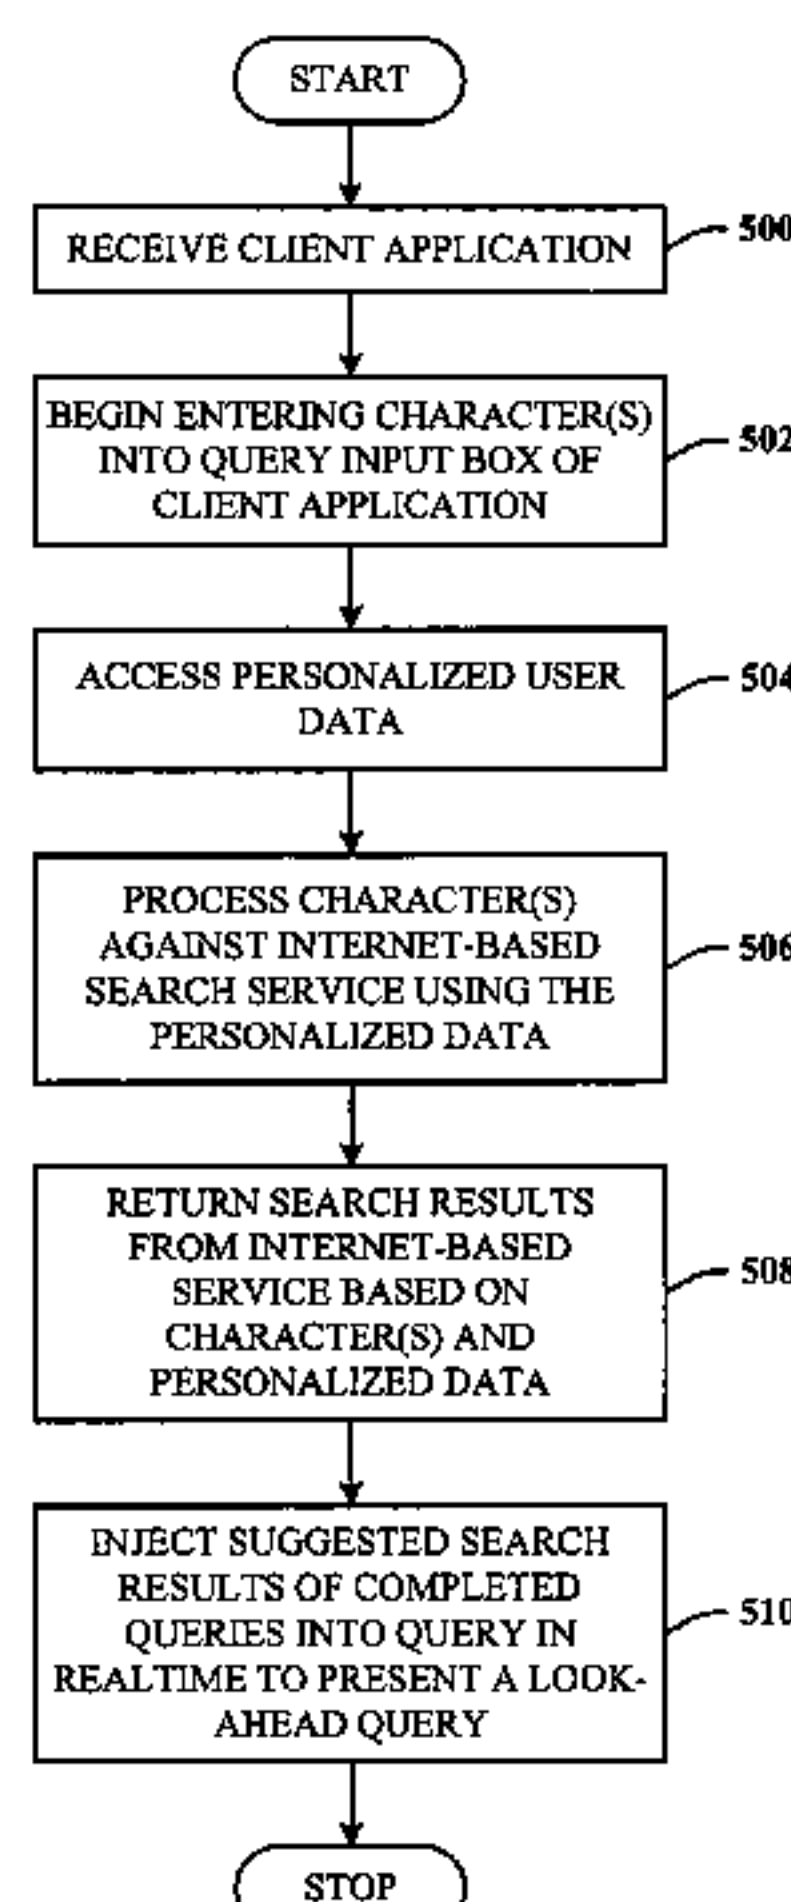 START
RECEIVE CLIENT APPLICATION
500
BEGIN ENTERING CHARACTER(S)
INTO QUERY INPUT BOX OF
CLIENT APPLICATION
502
ACCESS PERSONALIZED USER
DATA
504
PROCESS CHARACTER(S)
AGAINST INTERNET-BASED
SEARCH SERVICE USING THE
PERSONALIZED DATA
506
RETURN SEARCH RESULTS
FROM INTERNET-BASED
SERVICE BASED ON
CHARACTER(S) AND
PERSONALIZED DATA
508
INJECT SUGGESTED SEARCH
RESULTS OF COMPLETED
QUERIES INTO QUERY IN
REALTIME TO PRESENT A LOOK-
AHEAD QUERY
510
STOP